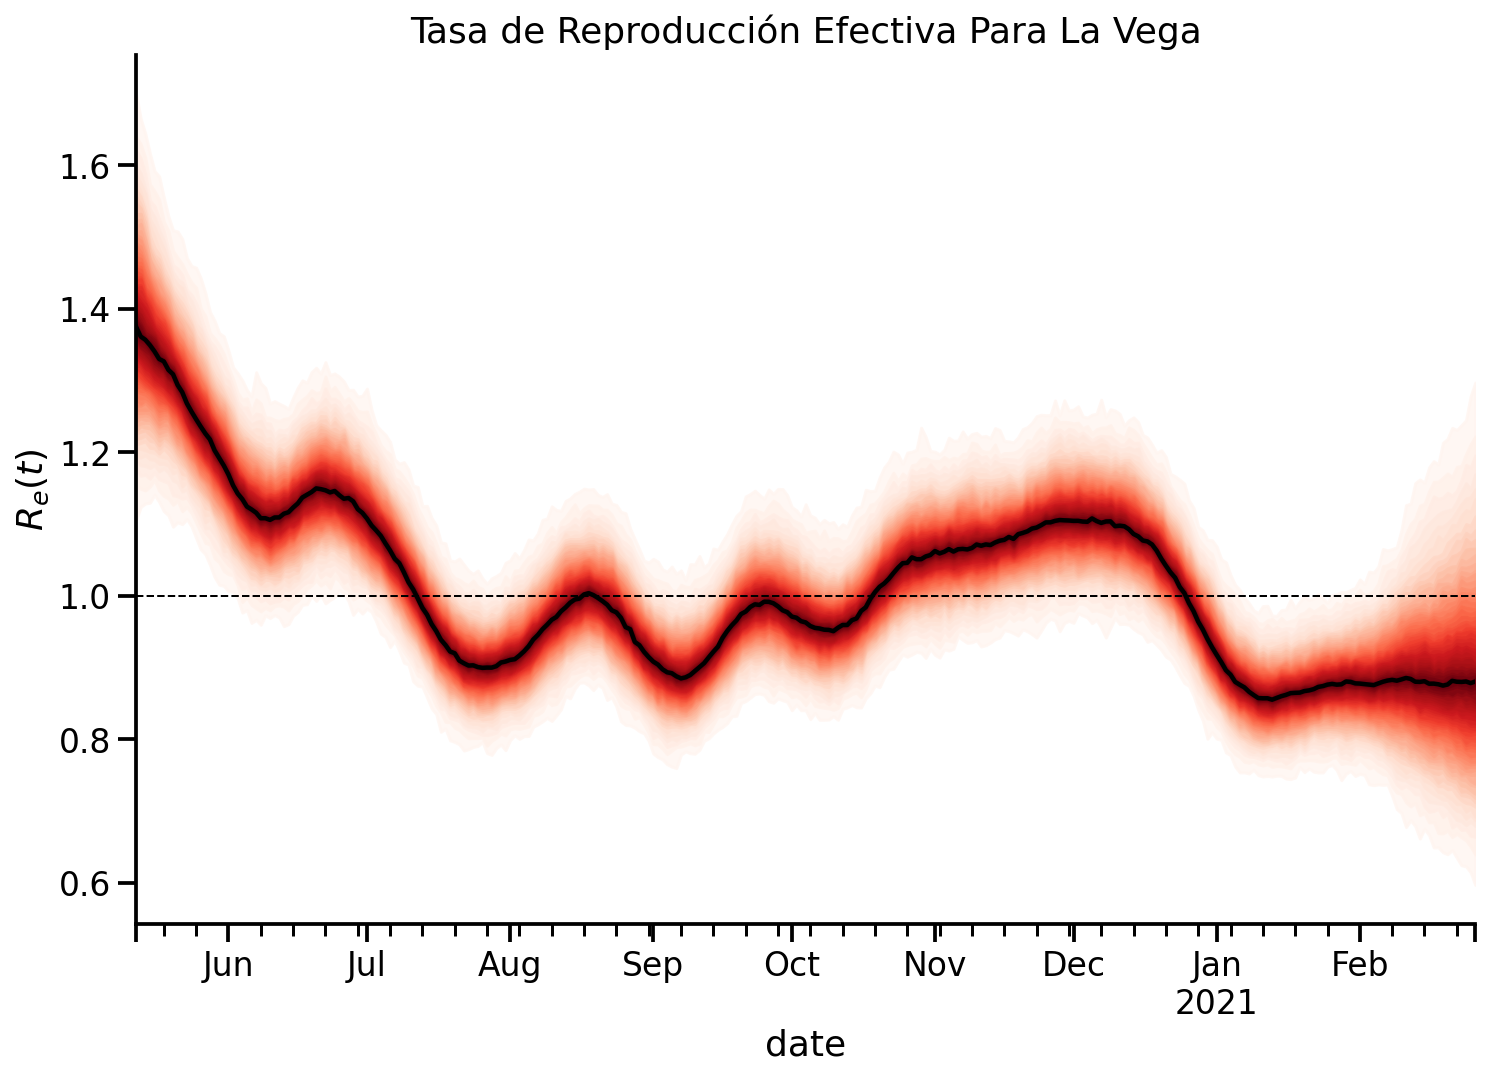 Tasa de Reproducción Efectiva Para La Vega
1.6
1.4
1.2
1.0
0.8
0.6
Rₑ(t)
Jun Jul Aug Sep Oct Nov Dec Jan Feb
2021
date